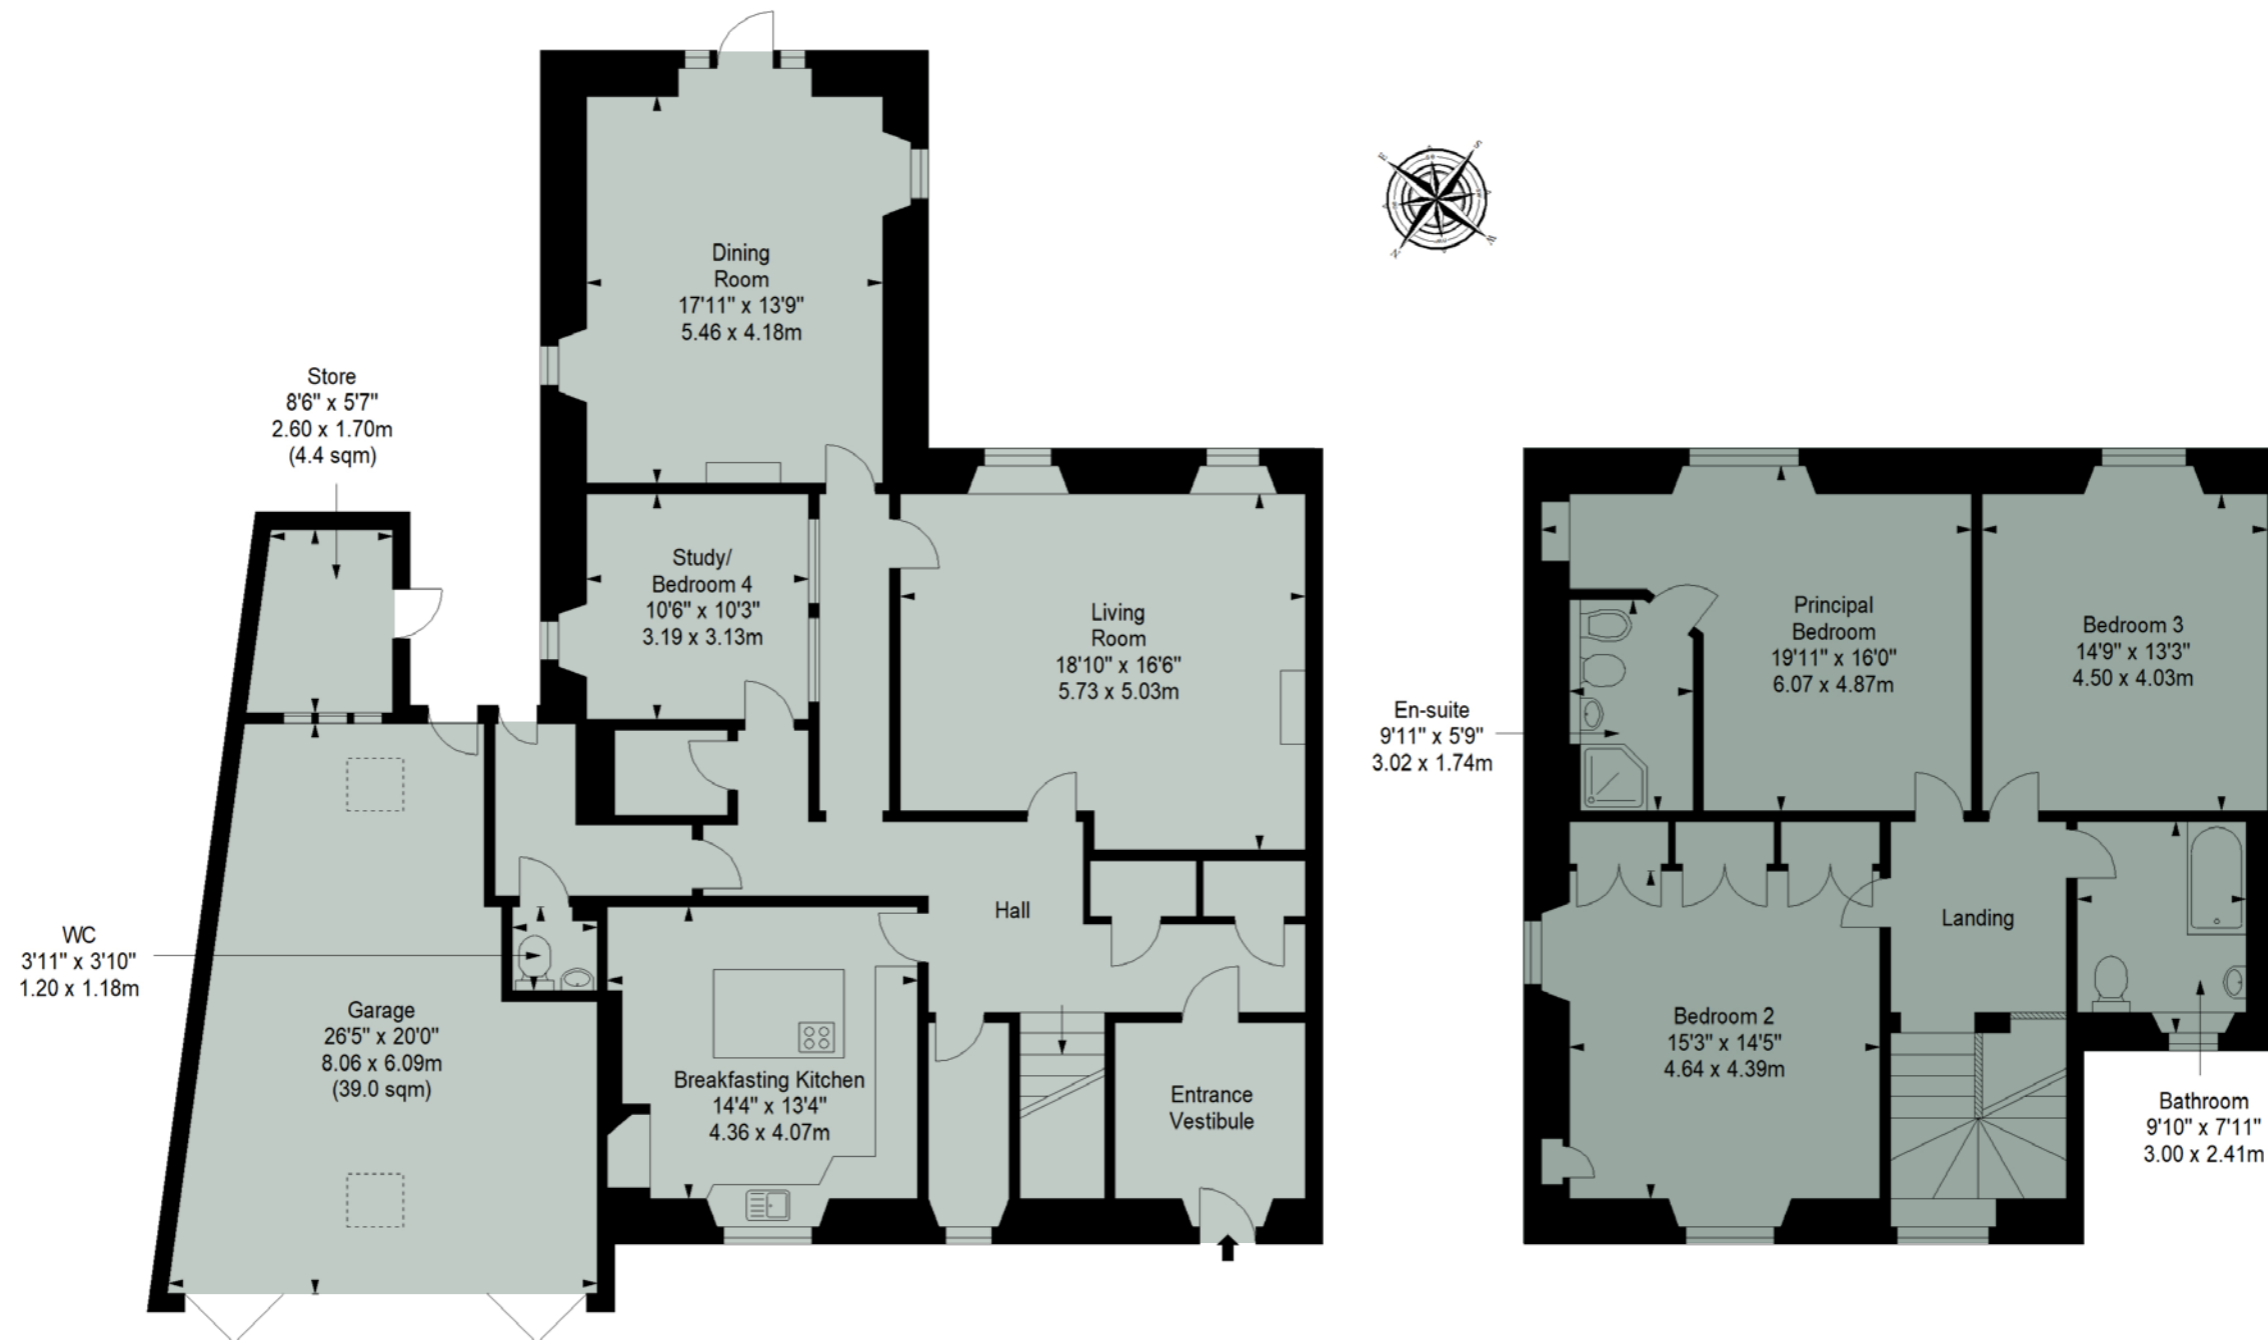 Dining
Room
17'11" x 13'9"
5.46 x 4.18m
Store
8'6" x 5'7"
2.60 x 1.70m
(4.4 sqm)
Study/
Bedroom 4
10'6" x 10'3"
3.19 x 3.13m
Living
Room
18'10" x 16'6"
5.73 x 5.03m
WC
3'11" x 3'10"
1.20 x 1.18m
Garage
26'5" x 20'0"
8.06 x 6.09m
(39.0 sqm)
Hall
Breakfasting Kitchen
14'4" x 13'4"
4.36 x 4.07m
Entrance
Vestibule
S
E
W
N
Principal
Bedroom
19'11" x 16'0"
6.07 x 4.87m
Bedroom 3
14'9" x 13'3"
4.50 x 4.03m
En-suite
9'11" x 5'9"
3.02 x 1.74m
Landing
Bedroom 2
15'3" x 14'5"
4.64 x 4.39m
Bathroom
9'10" x 7'11"
3.00 x 2.41m